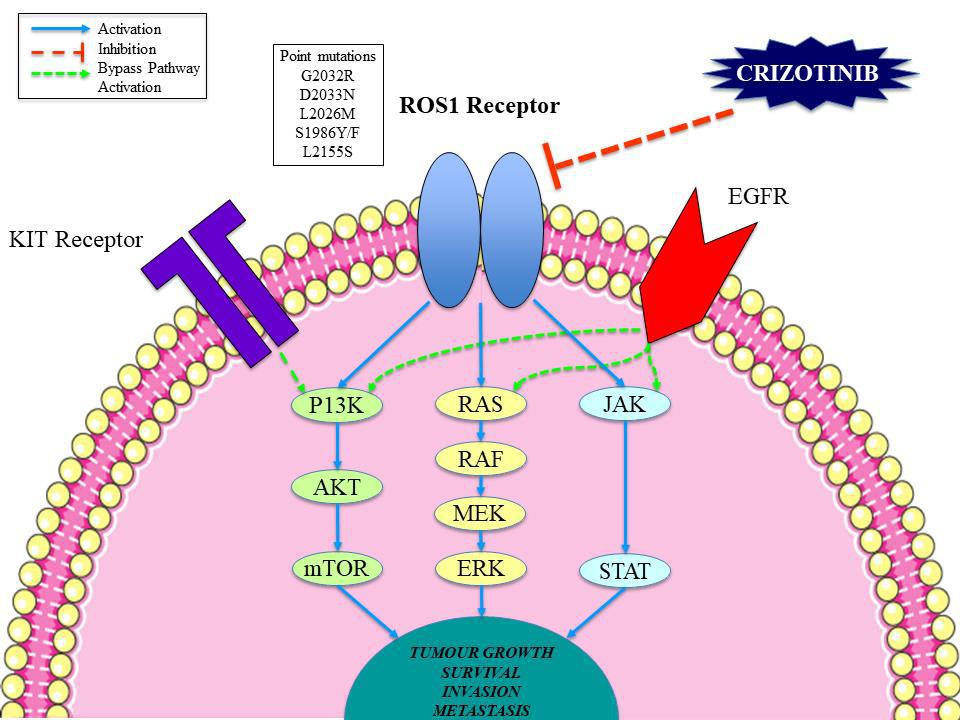 Activation
Inhibition
Bypass Pathway
Activation
Point mutations
G2032R
D2033N
L2026M
S1986Y/F
L2155S
ROS1 Receptor
CRIZOTINIB
EGFR
KIT Receptor
P13K
RAS
JAK
RAF
AKT
MEK
mTOR
ERK
STAT
TUMOUR GROWTH
SURVIVAL
INVASION
METASTASIS